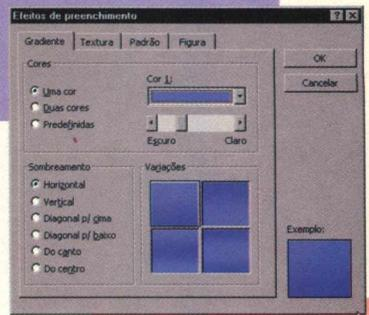 Efeitos de preenchimento
Gradiente Textura Padrão Figura
Cores
Uma cor
Duas cores
Predefinidas
Cor 1:
Escuro Claro
OK
Cancelar
Sombreamento
Horizontal
Vertical
Diagonal p/ cima
Diagonal p/ baixo
Do canto
Do centro
Variações
Exemplo: